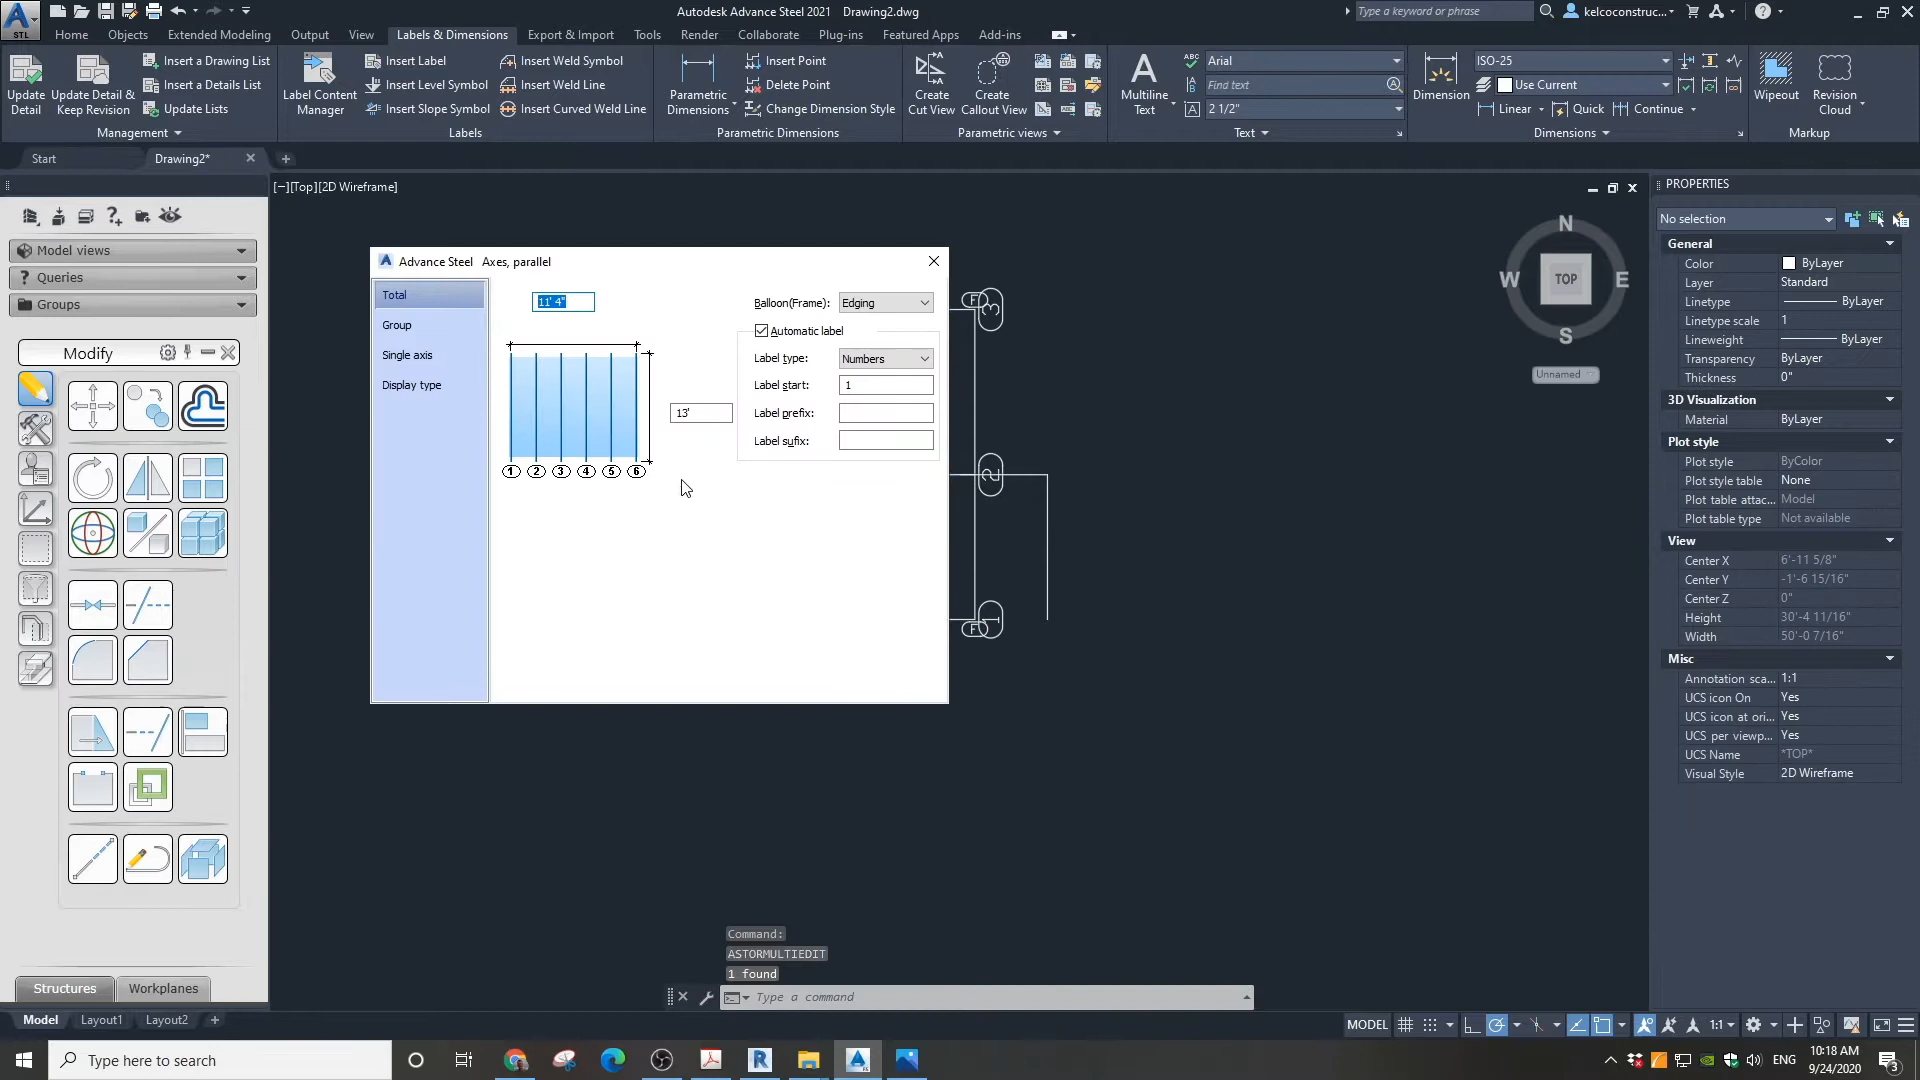 Autodesk Advance Steel 2021 Drawing2.dwg
Type a keyword or phrase
kelcoconstruc...
STL
Home Objects Extended Modeling Output View Labels & Dimensions Export & Import Tools Render Collaborate Plug-ins Featured Apps Add-ins
Update Detail
Update Detail & Keep Revision
Insert a Drawing List
Insert a Details List
Update Lists
Management
Label Content Manager
Insert Label
Insert Level Symbol
Insert Slope Symbol
Insert Weld Symbol
Insert Weld Line
Insert Curved Weld Line
Labels
Parametric Dimensions
Insert Point
Delete Point
Change Dimension Style
Parametric Dimensions
Create Cut View
Create Callout View
Parametric views
Multiline Text
ABC
Arial
Find text
2 1/2"
Text
Dimension
ISO-25
Use Current
Linear Quick Continue
Dimensions
Wipeout
Revision Cloud
Markup
Start
Drawing2*
[−][Top][2D Wireframe]
Model views
Queries
Groups
Modify
Structures
Workplanes
Advance Steel Axes, parallel
Total
Group
Single axis
Display type
11' 4"
13'
1 2 3 4 5 6
Balloon(Frame): Edging
Automatic label
Label type: Numbers
Label start: 1
Label prefix:
Label sufix:
F
3
2
F
1
N
W TOP E
S
Unnamed
PROPERTIES
No selection
General
Color ByLayer
Layer Standard
Linetype ByLayer
Linetype scale 1
Lineweight ByLayer
Transparency ByLayer
Thickness 0"
3D Visualization
Material ByLayer
Plot style
Plot style ByColor
Plot style table None
Plot table attac... Model
Plot table type Not available
View
Center X 6'-11 5/8"
Center Y -1'-6 15/16"
Center Z 0"
Height 30'-4 11/16"
Width 50'-0 7/16"
Misc
Annotation sca... 1:1
UCS icon On Yes
UCS icon at ori... Yes
UCS per viewp... Yes
UCS Name *TOP*
Visual Style 2D Wireframe
Command:
ASTORMULTIEDIT
1 found
Type a command
Model Layout1 Layout2
MODEL
1:1
Type here to search
ENG
10:18 AM
9/24/2020
3